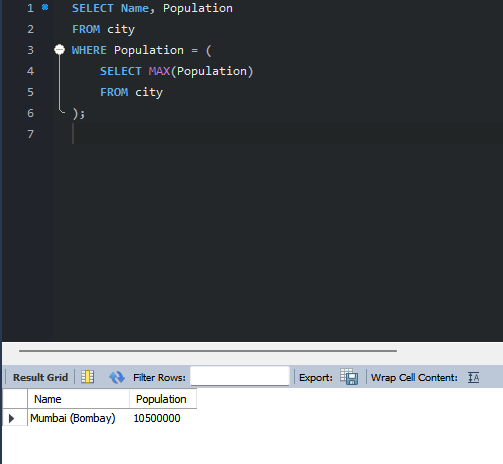 1 SELECT Name, Population
2 FROM city
3 WHERE Population = (
4 SELECT MAX(Population)
5 FROM city
6 );
7
Result Grid Filter Rows: Export: Wrap Cell Content: IA
Name Population
Mumbai (Bombay) 10500000